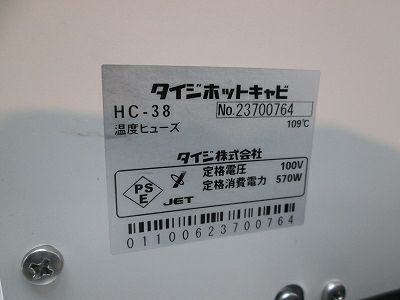 タイジホットキャビ
HC-38 No.23700764
温度ヒューズ 109℃
タイジ株式会社
定格電圧 100V
定格消費電力 570W
PS
E
JET
01100623700764